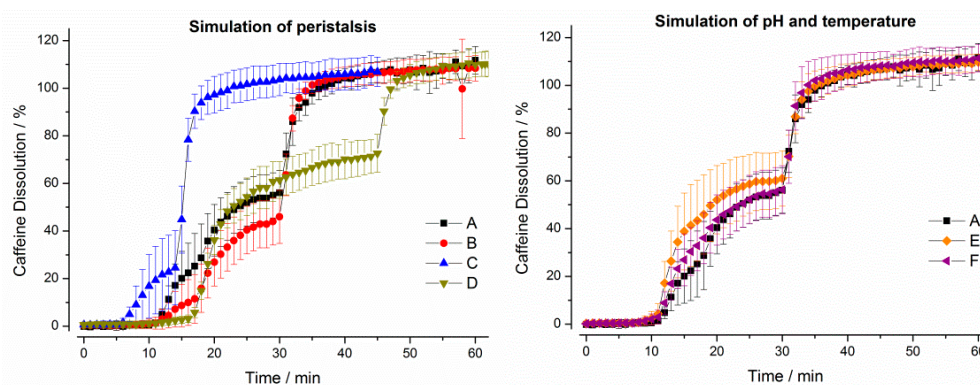 Simulation of peristalsis
Caffeine Dissolution / %
120
100
80
60
40
20
0
A
B
C
D
0 10 20 30 40 50 60
Time / min
Simulation of pH and temperature
Caffeine Dissolution / %
120
100
80
60
40
20
0
A
E
F
0 10 20 30 40 50 60
Time / min